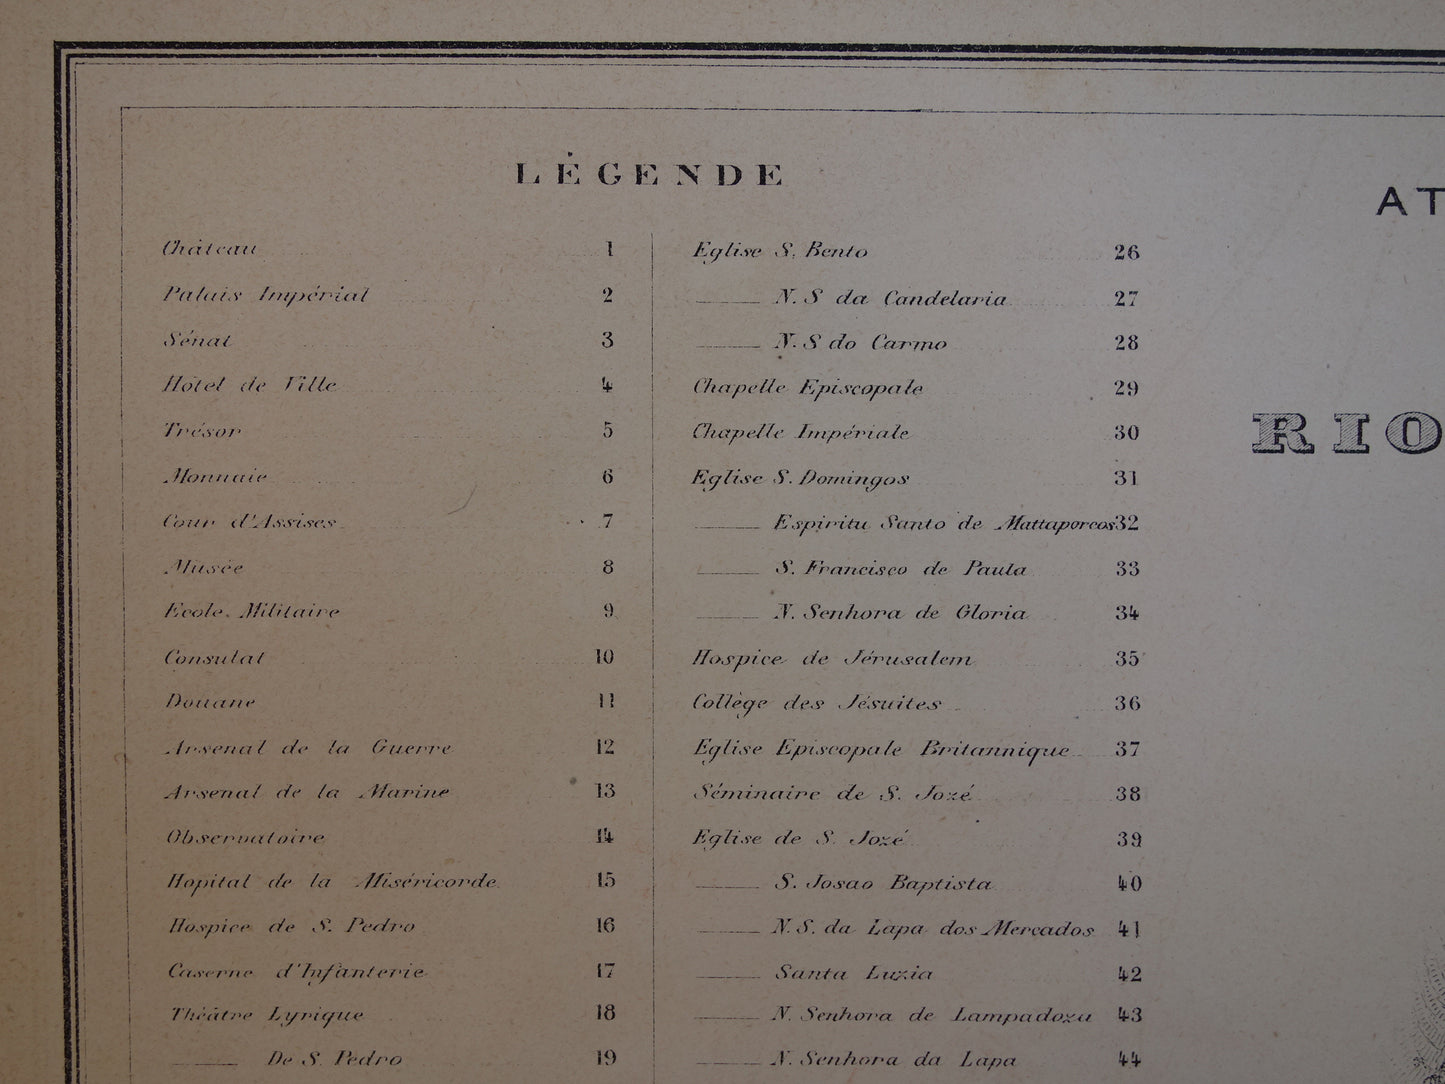 LÉGENDE
Château 1
Palais Impérial 2
Sénat 3
Hôtel de Ville 4
Trésor 5
Monnaie 6
Cour d'Assises 7
Musée 8
Ecole Militaire 9
Consulat 10
Douane 11
Arsenal de la Guerre 12
Arsenal de la Marine 13
Observatoire 14
Hopital de la Miséricorde 15
Hospice de S. Pedro 16
Caserne d'Infanterie 17
Théâtre Lyrique 18
De S. Pedro 19
Eglise S. Bento 26
N. S da Candelaria 27
N. S do Carmo 28
Chapelle Episcopale 29
Chapelle Impériale 30
Eglise S. Domingos 31
Espiritu Santo de Mattaporcos 32
S. Francisco de Paula 33
N. Senhora de Gloria 34
Hospice de Jérusalem 35
Collège des Jésuites 36
Eglise Episcopale Britannique 37
Séminaire de S. Jozé 38
Eglise de S. Jozé 39
S. Josao Baptista 40
N. S. da Lapa dos Mercados 41
Santa Luzia 42
N. Senhora de Lampadoza 43
N. Senhora da Lapa 44
AT
RIO